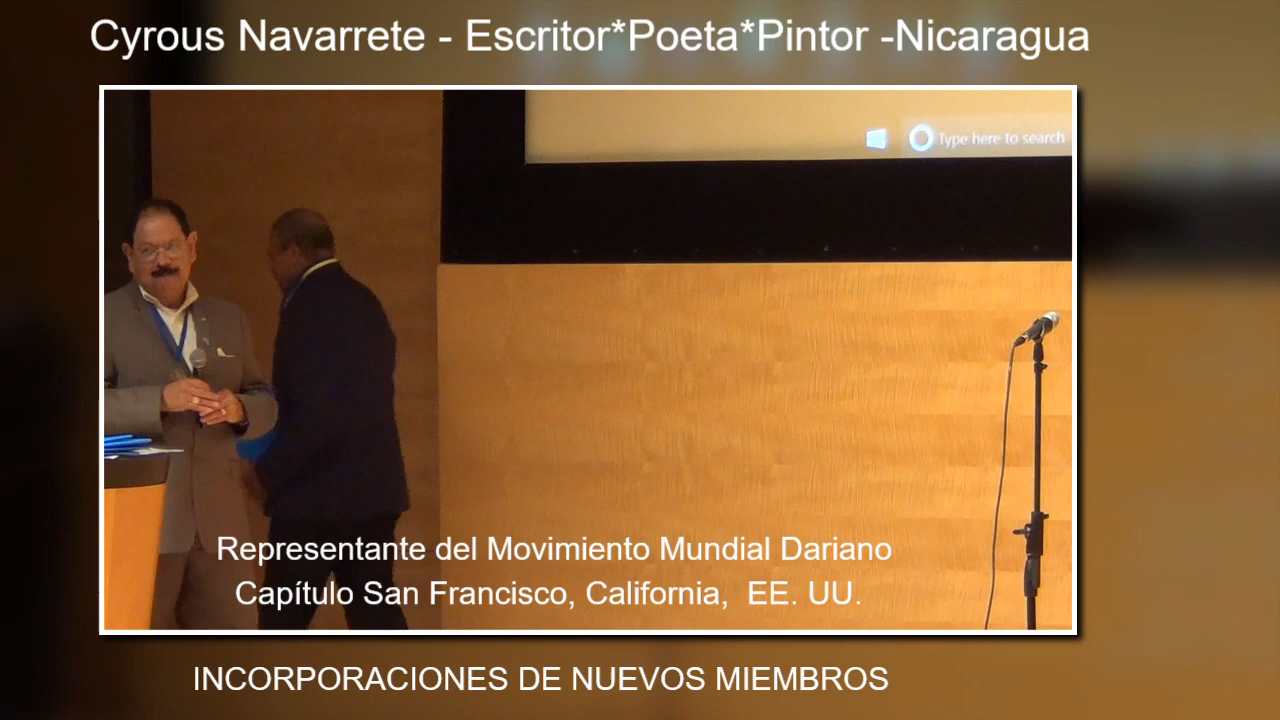 Cyrous Navarrete - Escritor*Poeta*Pintor -Nicaragua
Type here to search
Representante del Movimiento Mundial Dariano
Capítulo San Francisco, California, EE. UU.
INCORPORACIONES DE NUEVOS MIEMBROS